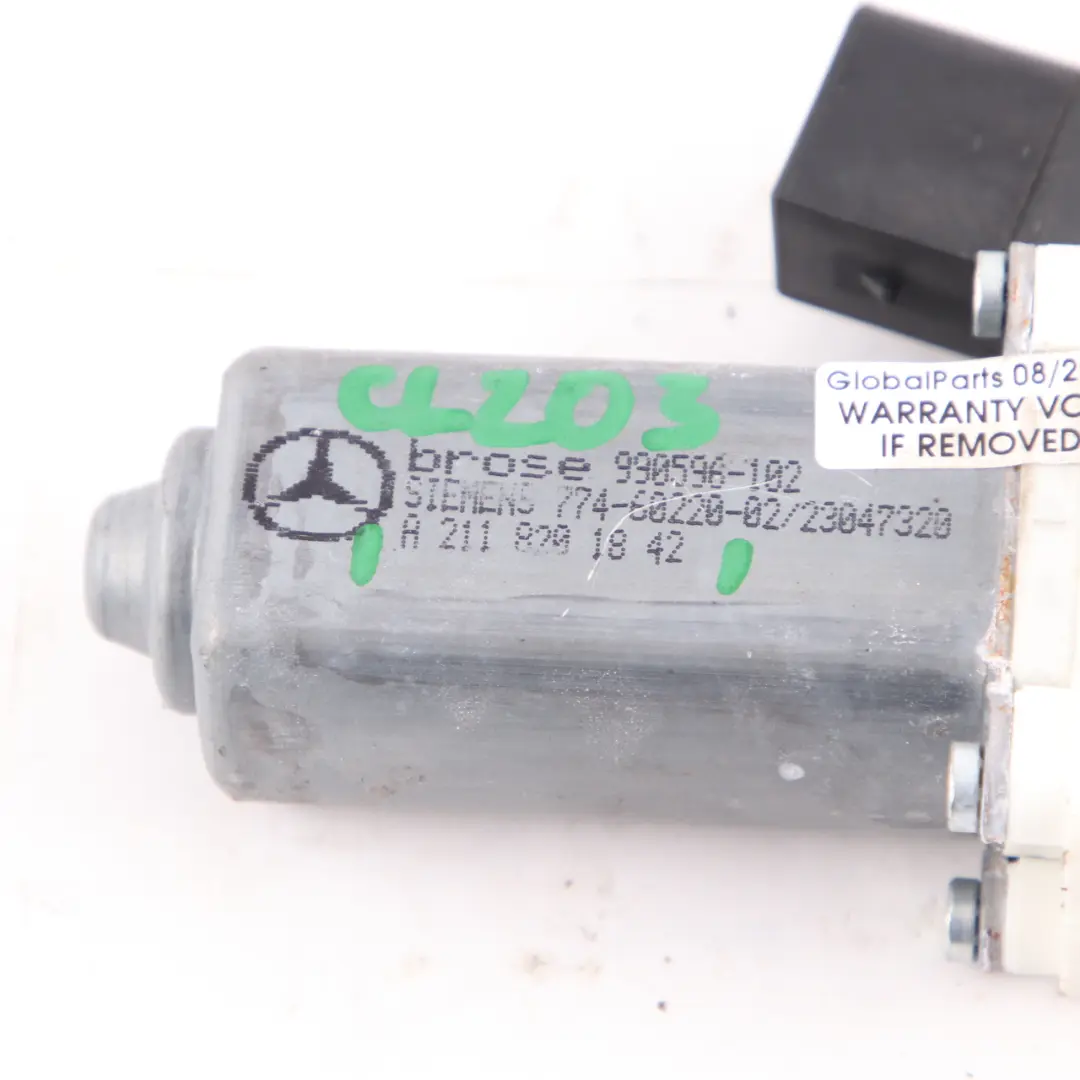 CL203
brose 990596-102
SIEMENS 774-60220-02/23047320
A 211 820 18 42
GlobalParts 08/2
WARRANTY VO
IF REMOVED